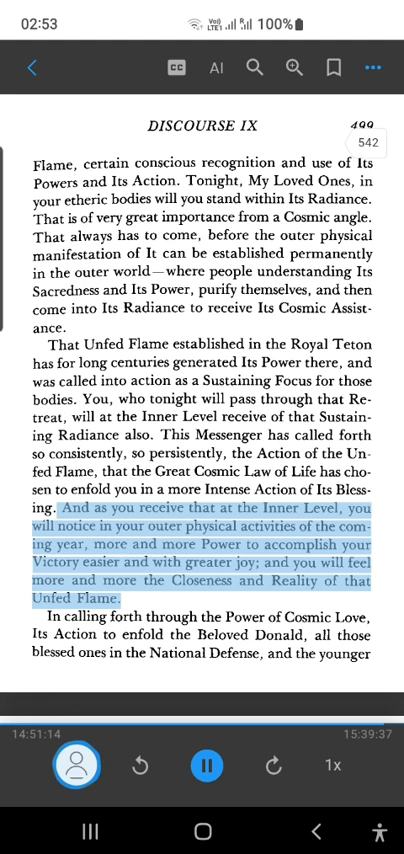 02:53
Vo)) LTE1 R 100%
CC AI
DISCOURSE IX 499
542
Flame, certain conscious recognition and use of Its
Powers and Its Action. Tonight, My Loved Ones, in
your etheric bodies will you stand within Its Radiance.
That is of very great importance from a Cosmic angle.
That always has to come, before the outer physical
manifestation of It can be established permanently
in the outer world—where people understanding Its
Sacredness and Its Power, purify themselves, and then
come into Its Radiance to receive Its Cosmic Assist-
ance.
That Unfed Flame established in the Royal Teton
has for long centuries generated Its Power there, and
was called into action as a Sustaining Focus for those
bodies. You, who tonight will pass through that Re-
treat, will at the Inner Level receive of that Sustain-
ing Radiance also. This Messenger has called forth
so consistently, so persistently, the Action of the Un-
fed Flame, that the Great Cosmic Law of Life has cho-
sen to enfold you in a more Intense Action of Its Bless-
ing. And as you receive that at the Inner Level, you
will notice in your outer physical activities of the com-
ing year, more and more Power to accomplish your
Victory easier and with greater joy; and you will feel
more and more the Closeness and Reality of that
Unfed Flame.
In calling forth through the Power of Cosmic Love,
Its Action to enfold the Beloved Donald, all those
blessed ones in the National Defense, and the younger
14:51:14 15:39:37
1x